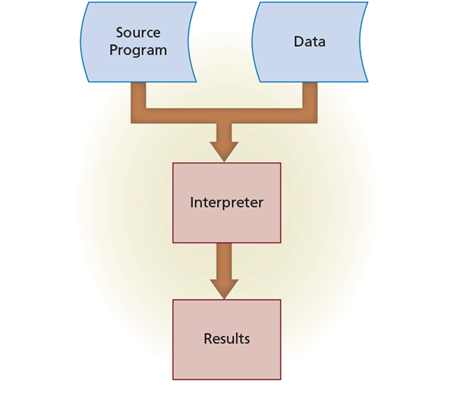 Source
Program
Data
Interpreter
Results